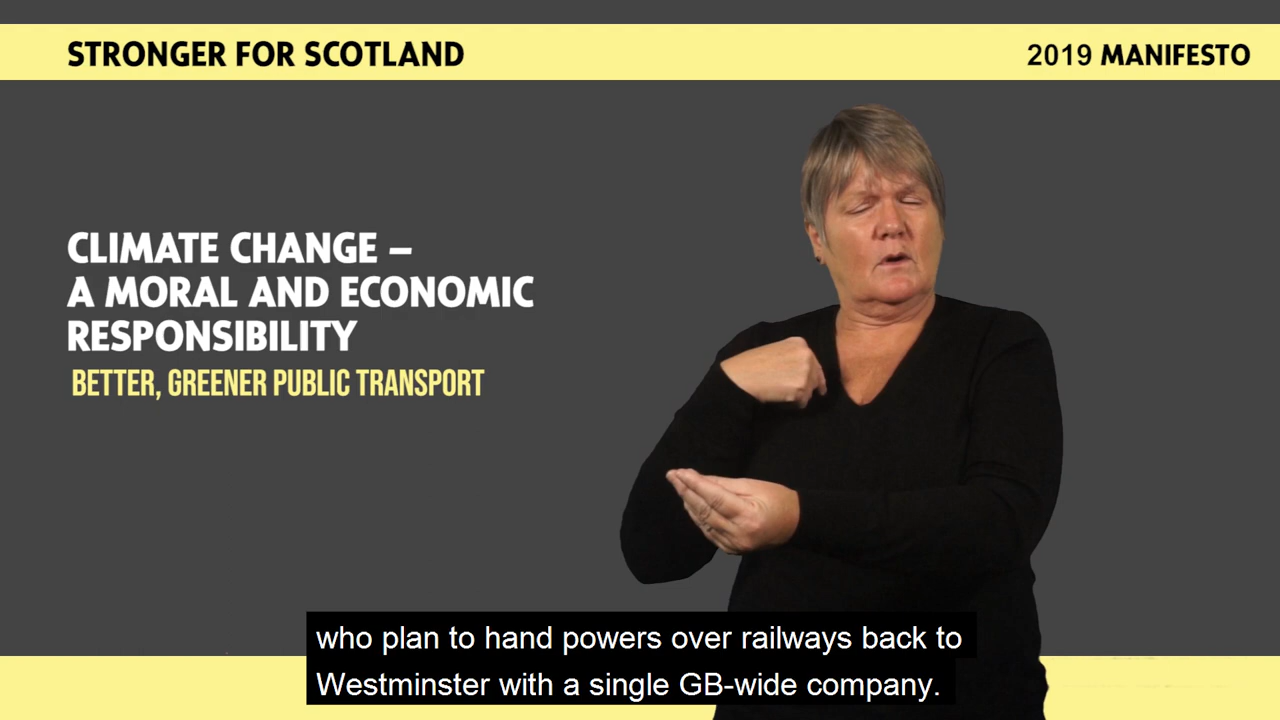 STRONGER FOR SCOTLAND
2019 MANIFESTO
CLIMATE CHANGE –
A MORAL AND ECONOMIC
RESPONSIBILITY
BETTER, GREENER PUBLIC TRANSPORT
who plan to hand powers over railways back to
Westminster with a single GB-wide company.